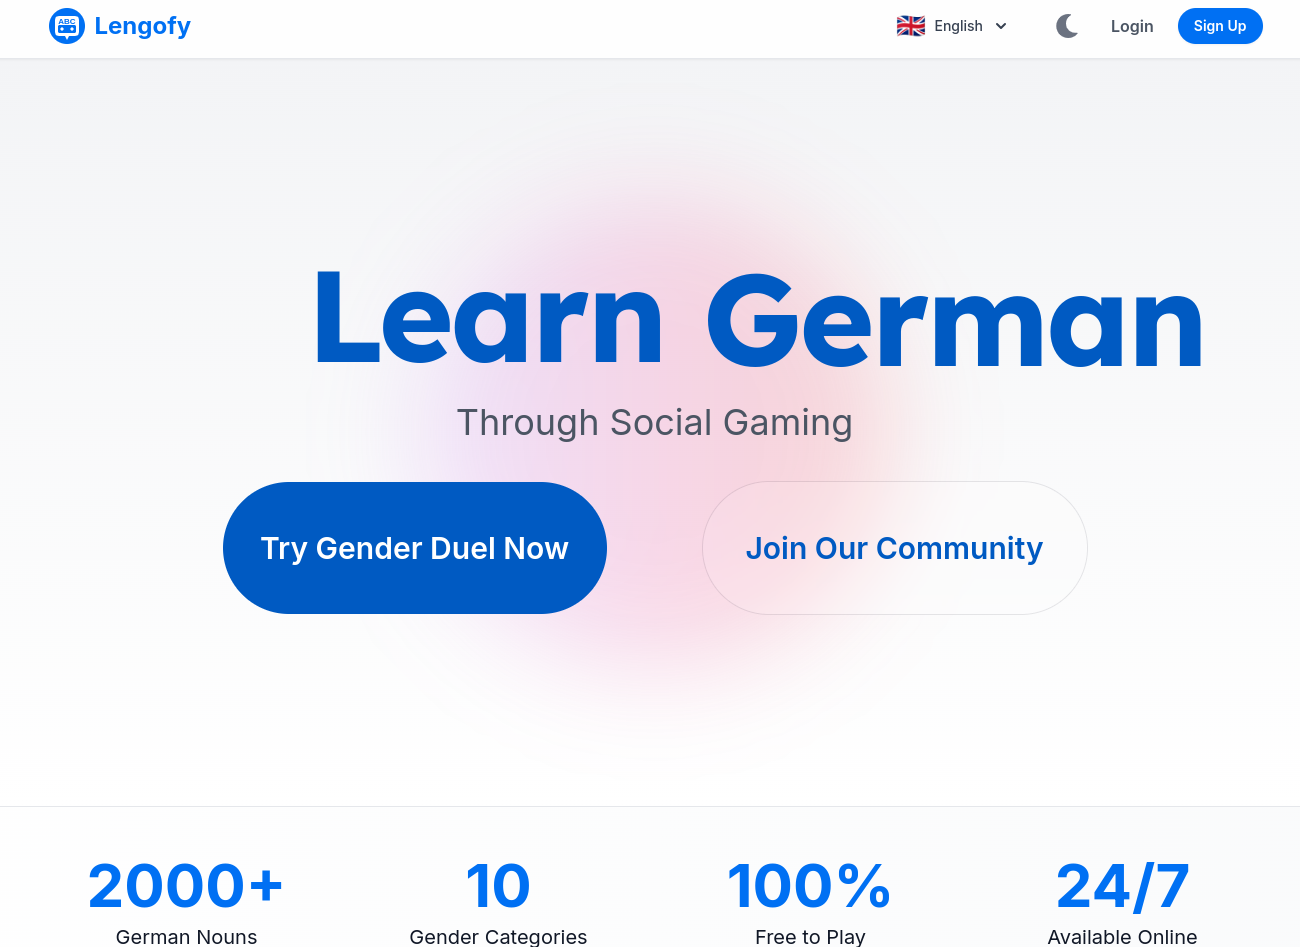 ABC
Lengofy
English
Login
Sign Up
Learn German
Through Social Gaming
Try Gender Duel Now
Join Our Community
2000+
10
100%
24/7
German Nouns
Gender Categories
Free to Play
Available Online